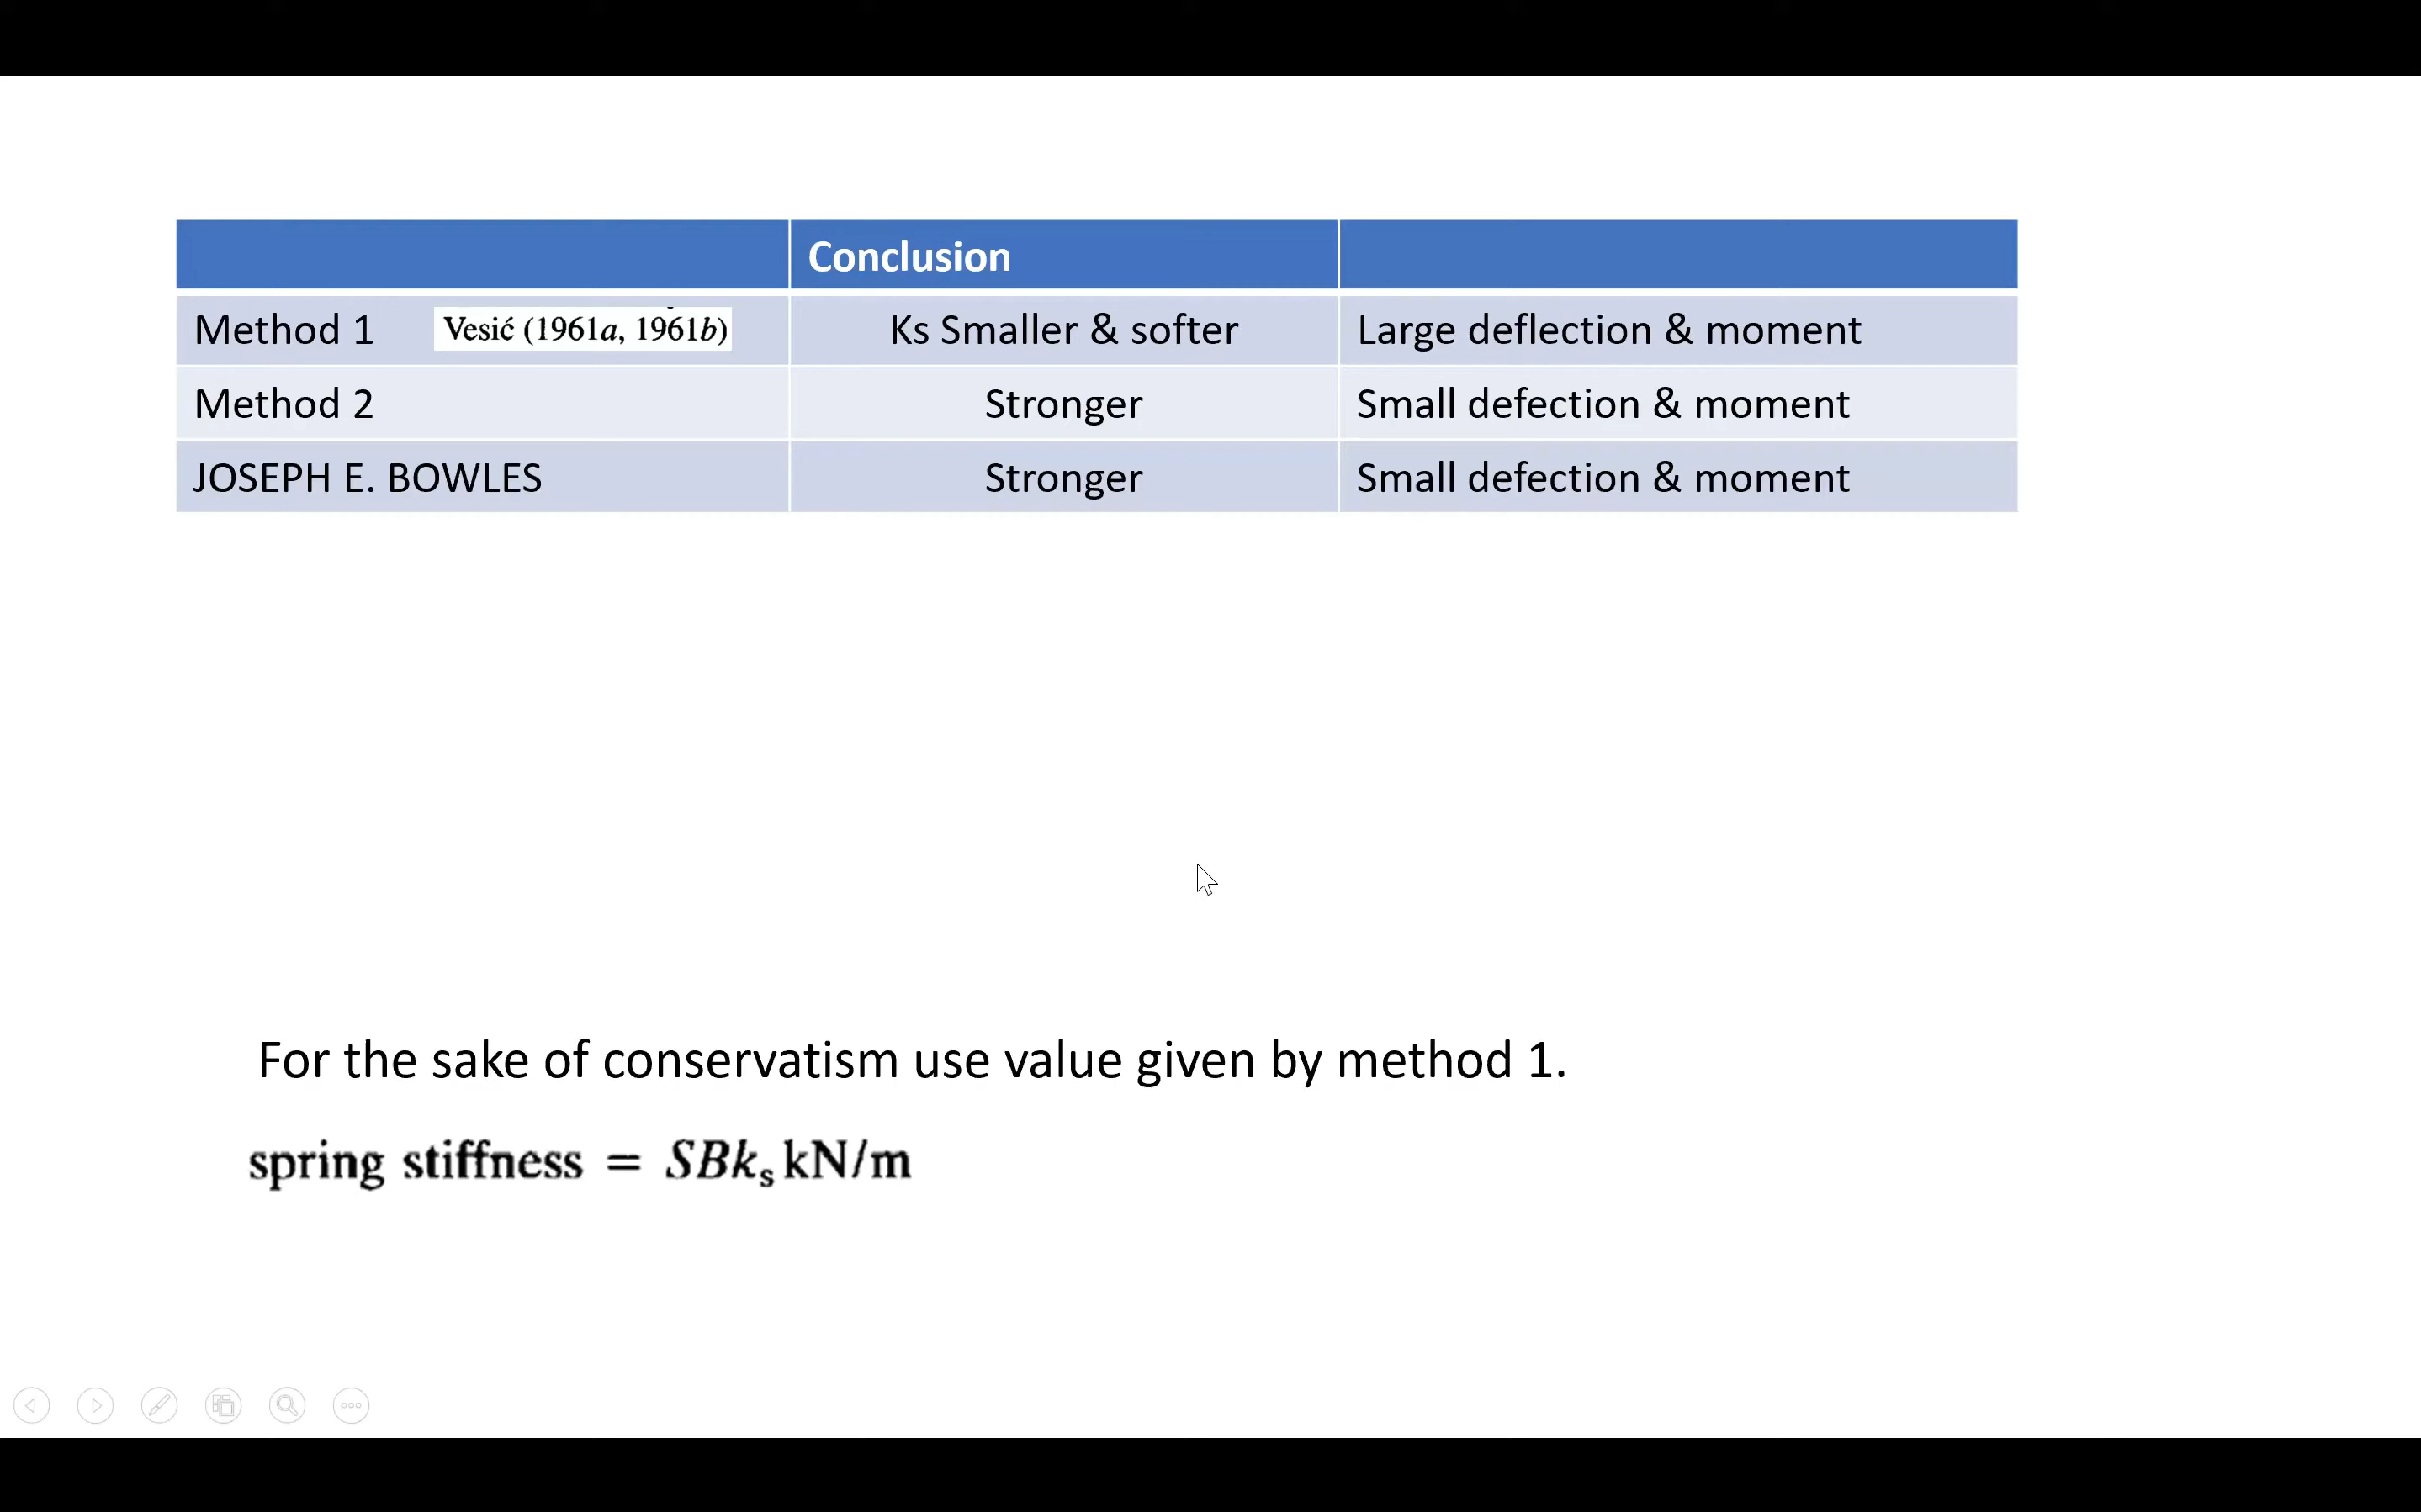 Conclusion
Method 1 Vesić (1961a, 1961b) Ks Smaller & softer Large deflection & moment
Method 2 Stronger Small defection & moment
JOSEPH E. BOWLES Stronger Small defection & moment
For the sake of conservatism use value given by method 1.
spring stiffness = SBkₛ kN/m